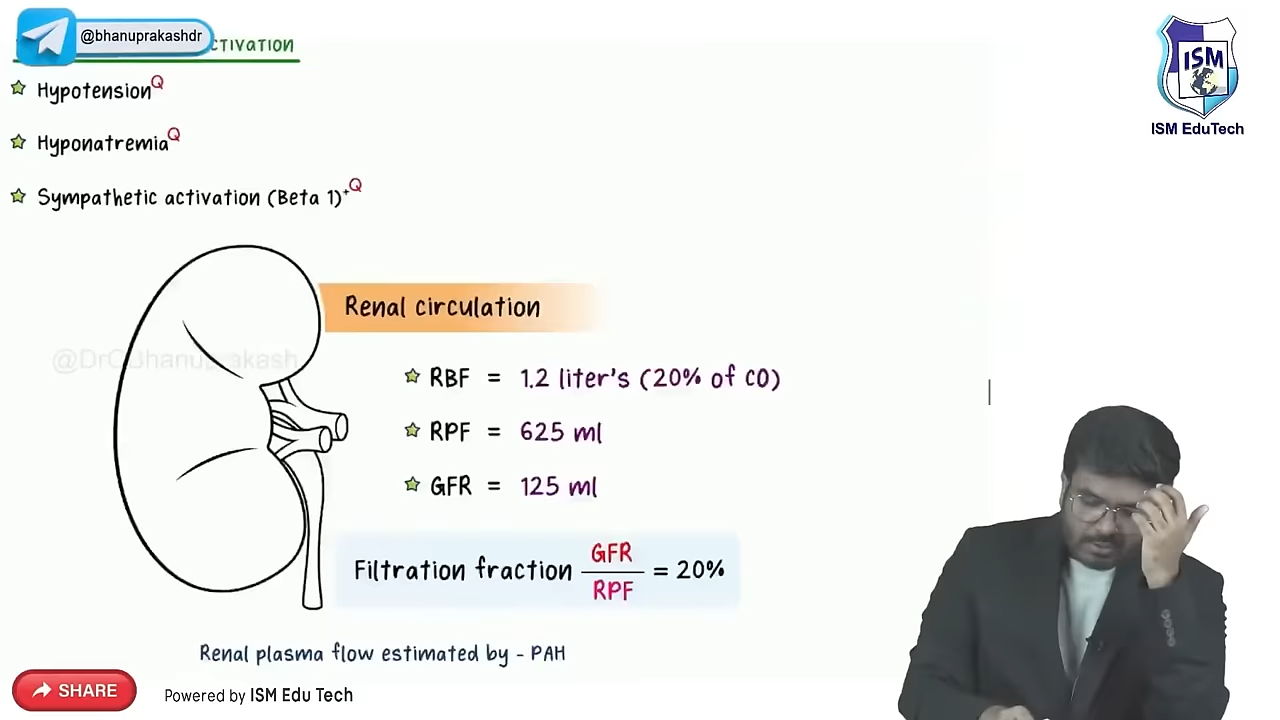 @bhanuprakashdr
CTIVATION
ISM
ISM EduTech
Hypotension Q
Hyponatremia Q
Sympathetic activation (Beta 1)+ Q
Renal circulation
@DrGBhanuprakash
RBF = 1.2 liter's (20% of CO)
RPF = 625 ml
GFR = 125 ml
Filtration fraction GFR/RPF = 20%
Renal plasma flow estimated by - PAH
SHARE
Powered by ISM Edu Tech